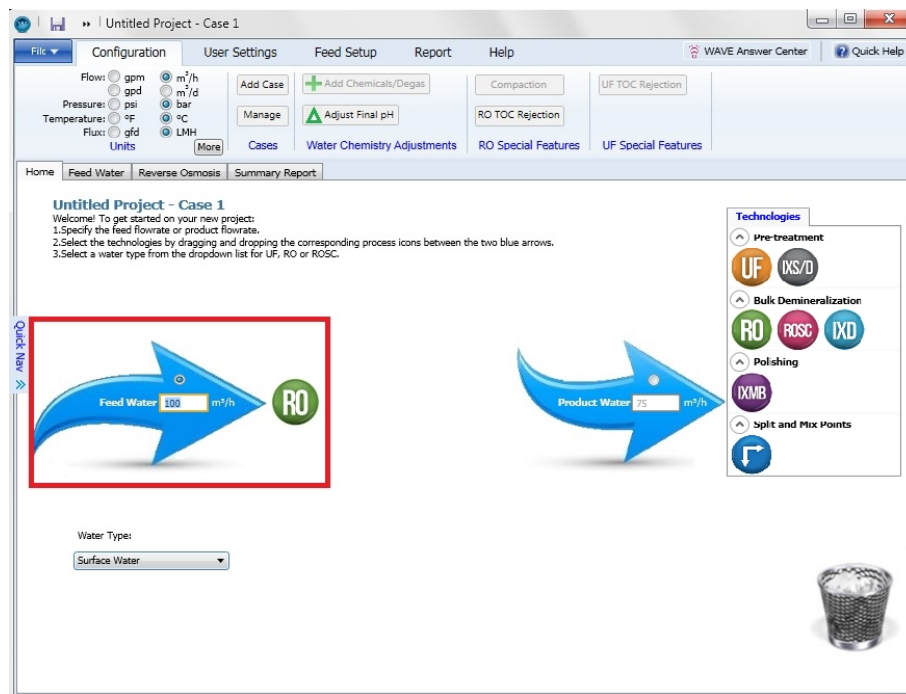 Untitled Project - Case 1
File Configuration User Settings Feed Setup Report Help WAVE Answer Center Quick Help
Flow: gpm m³/h
gpd m³/d
Pressure: psi bar
Temperature: ºF ºC
Flux: gfd LMH
Units More
Add Case
Manage
Cases
Add Chemicals/Degas
Adjust Final pH
Water Chemistry Adjustments
Compaction
RO TOC Rejection
RO Special Features
UF TOC Rejection
UF Special Features
Home Feed Water Reverse Osmosis Summary Report
Untitled Project - Case 1
Welcome! To get started on your new project:
1.Specify the feed flowrate or product flowrate.
2.Select the technologies by dragging and dropping the corresponding process icons between the two blue arrows.
3.Select a water type from the dropdown list for UF, RO or ROSC.
Quick Nav
Feed Water 100 m³/h RO
Product Water 75 m³/h
Technologies
Pre-treatment
UF IXS/D
Bulk Demineralization
RO ROSC IXD
Polishing
IXMB
Split and Mix Points
Water Type:
Surface Water